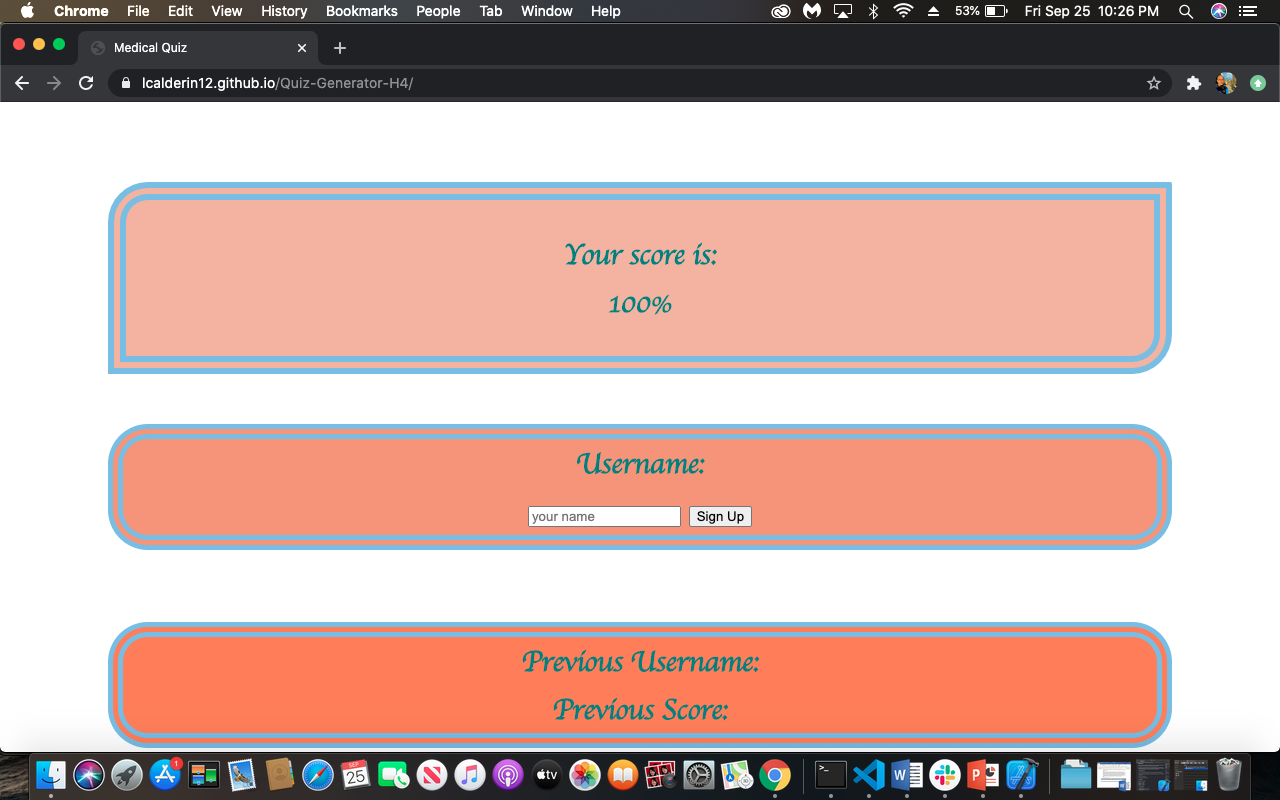 Chrome File Edit View History Bookmarks People Tab Window Help 53% Fri Sep 25 10:26 PM
Medical Quiz
lcalderin12.github.io/Quiz-Generator-H4/
Your score is:
100%
Username:
your name Sign Up
Previous Username:
Previous Score:
1
SEP
25
tv